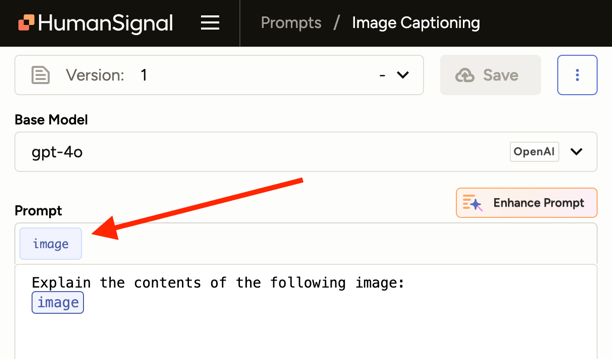 HumanSignal Prompts / Image Captioning
Version: 1 - Save
Base Model
gpt-4o OpenAI
Enhance Prompt
Prompt
image
Explain the contents of the following image:
image